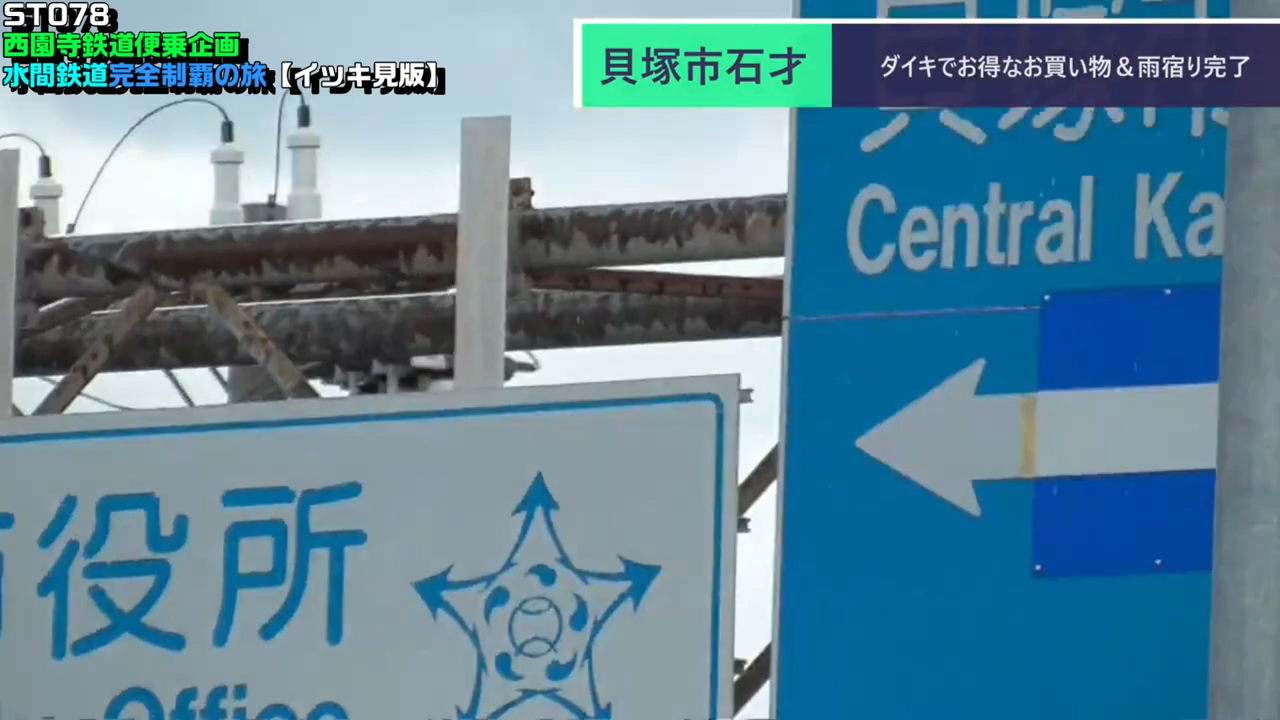 ST078
西園寺鉄道便乗企画
水間鉄道完全制覇の旅【イツキ見版】
貝塚市石才
ダイキでお得なお買い物＆雨宿り完了
Central Ka
役所
Office